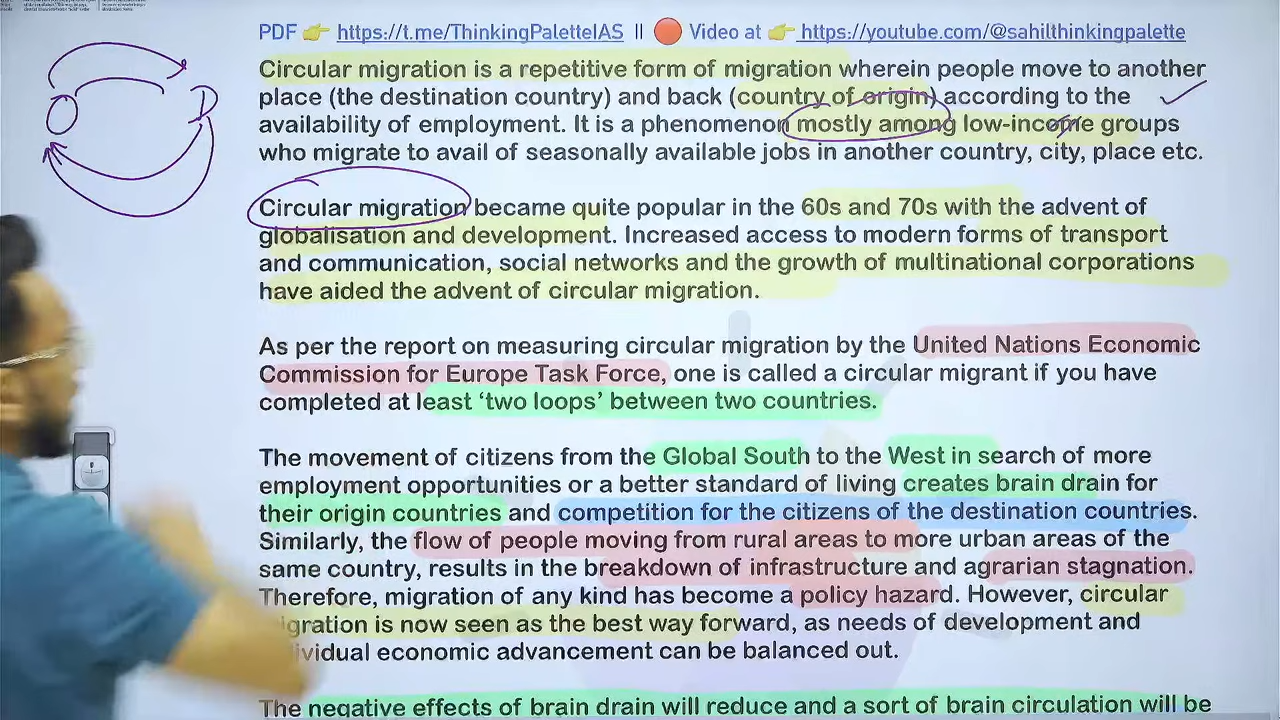 PDF 👉 https://t.me/ThinkingPaletteIAS || 🔴 Video at 👉 https://youtube.com/@sahilthinkingpalette
Circular migration is a repetitive form of migration wherein people move to another
place (the destination country) and back (country of origin) according to the
availability of employment. It is a phenomenon mostly among low-income groups
who migrate to avail of seasonally available jobs in another country, city, place etc.
O D
Circular migration became quite popular in the 60s and 70s with the advent of
globalisation and development. Increased access to modern forms of transport
and communication, social networks and the growth of multinational corporations
have aided the advent of circular migration.
As per the report on measuring circular migration by the United Nations Economic
Commission for Europe Task Force, one is called a circular migrant if you have
completed at least ‘two loops’ between two countries.
The movement of citizens from the Global South to the West in search of more
employment opportunities or a better standard of living creates brain drain for
their origin countries and competition for the citizens of the destination countries.
Similarly, the flow of people moving from rural areas to more urban areas of the
same country, results in the breakdown of infrastructure and agrarian stagnation.
Therefore, migration of any kind has become a policy hazard. However, circular
gration is now seen as the best way forward, as needs of development and
ividual economic advancement can be balanced out.
The negative effects of brain drain will reduce and a sort of brain circulation will be